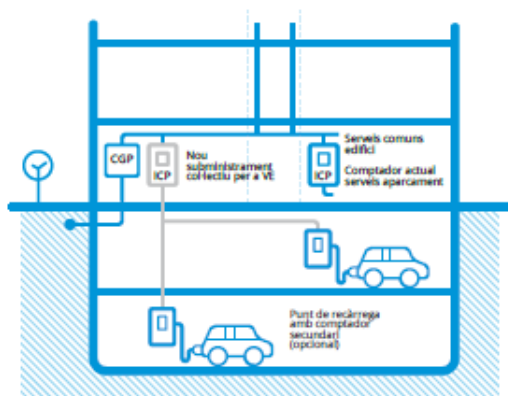 CGP
ICP
Nou
subministrament
col·lectiu per a VE
ICP
Serveis comuns
edifici
Comptador actual
serveis aparcament
Punt de recàrrega
amb comptador
secundari
(opcional)